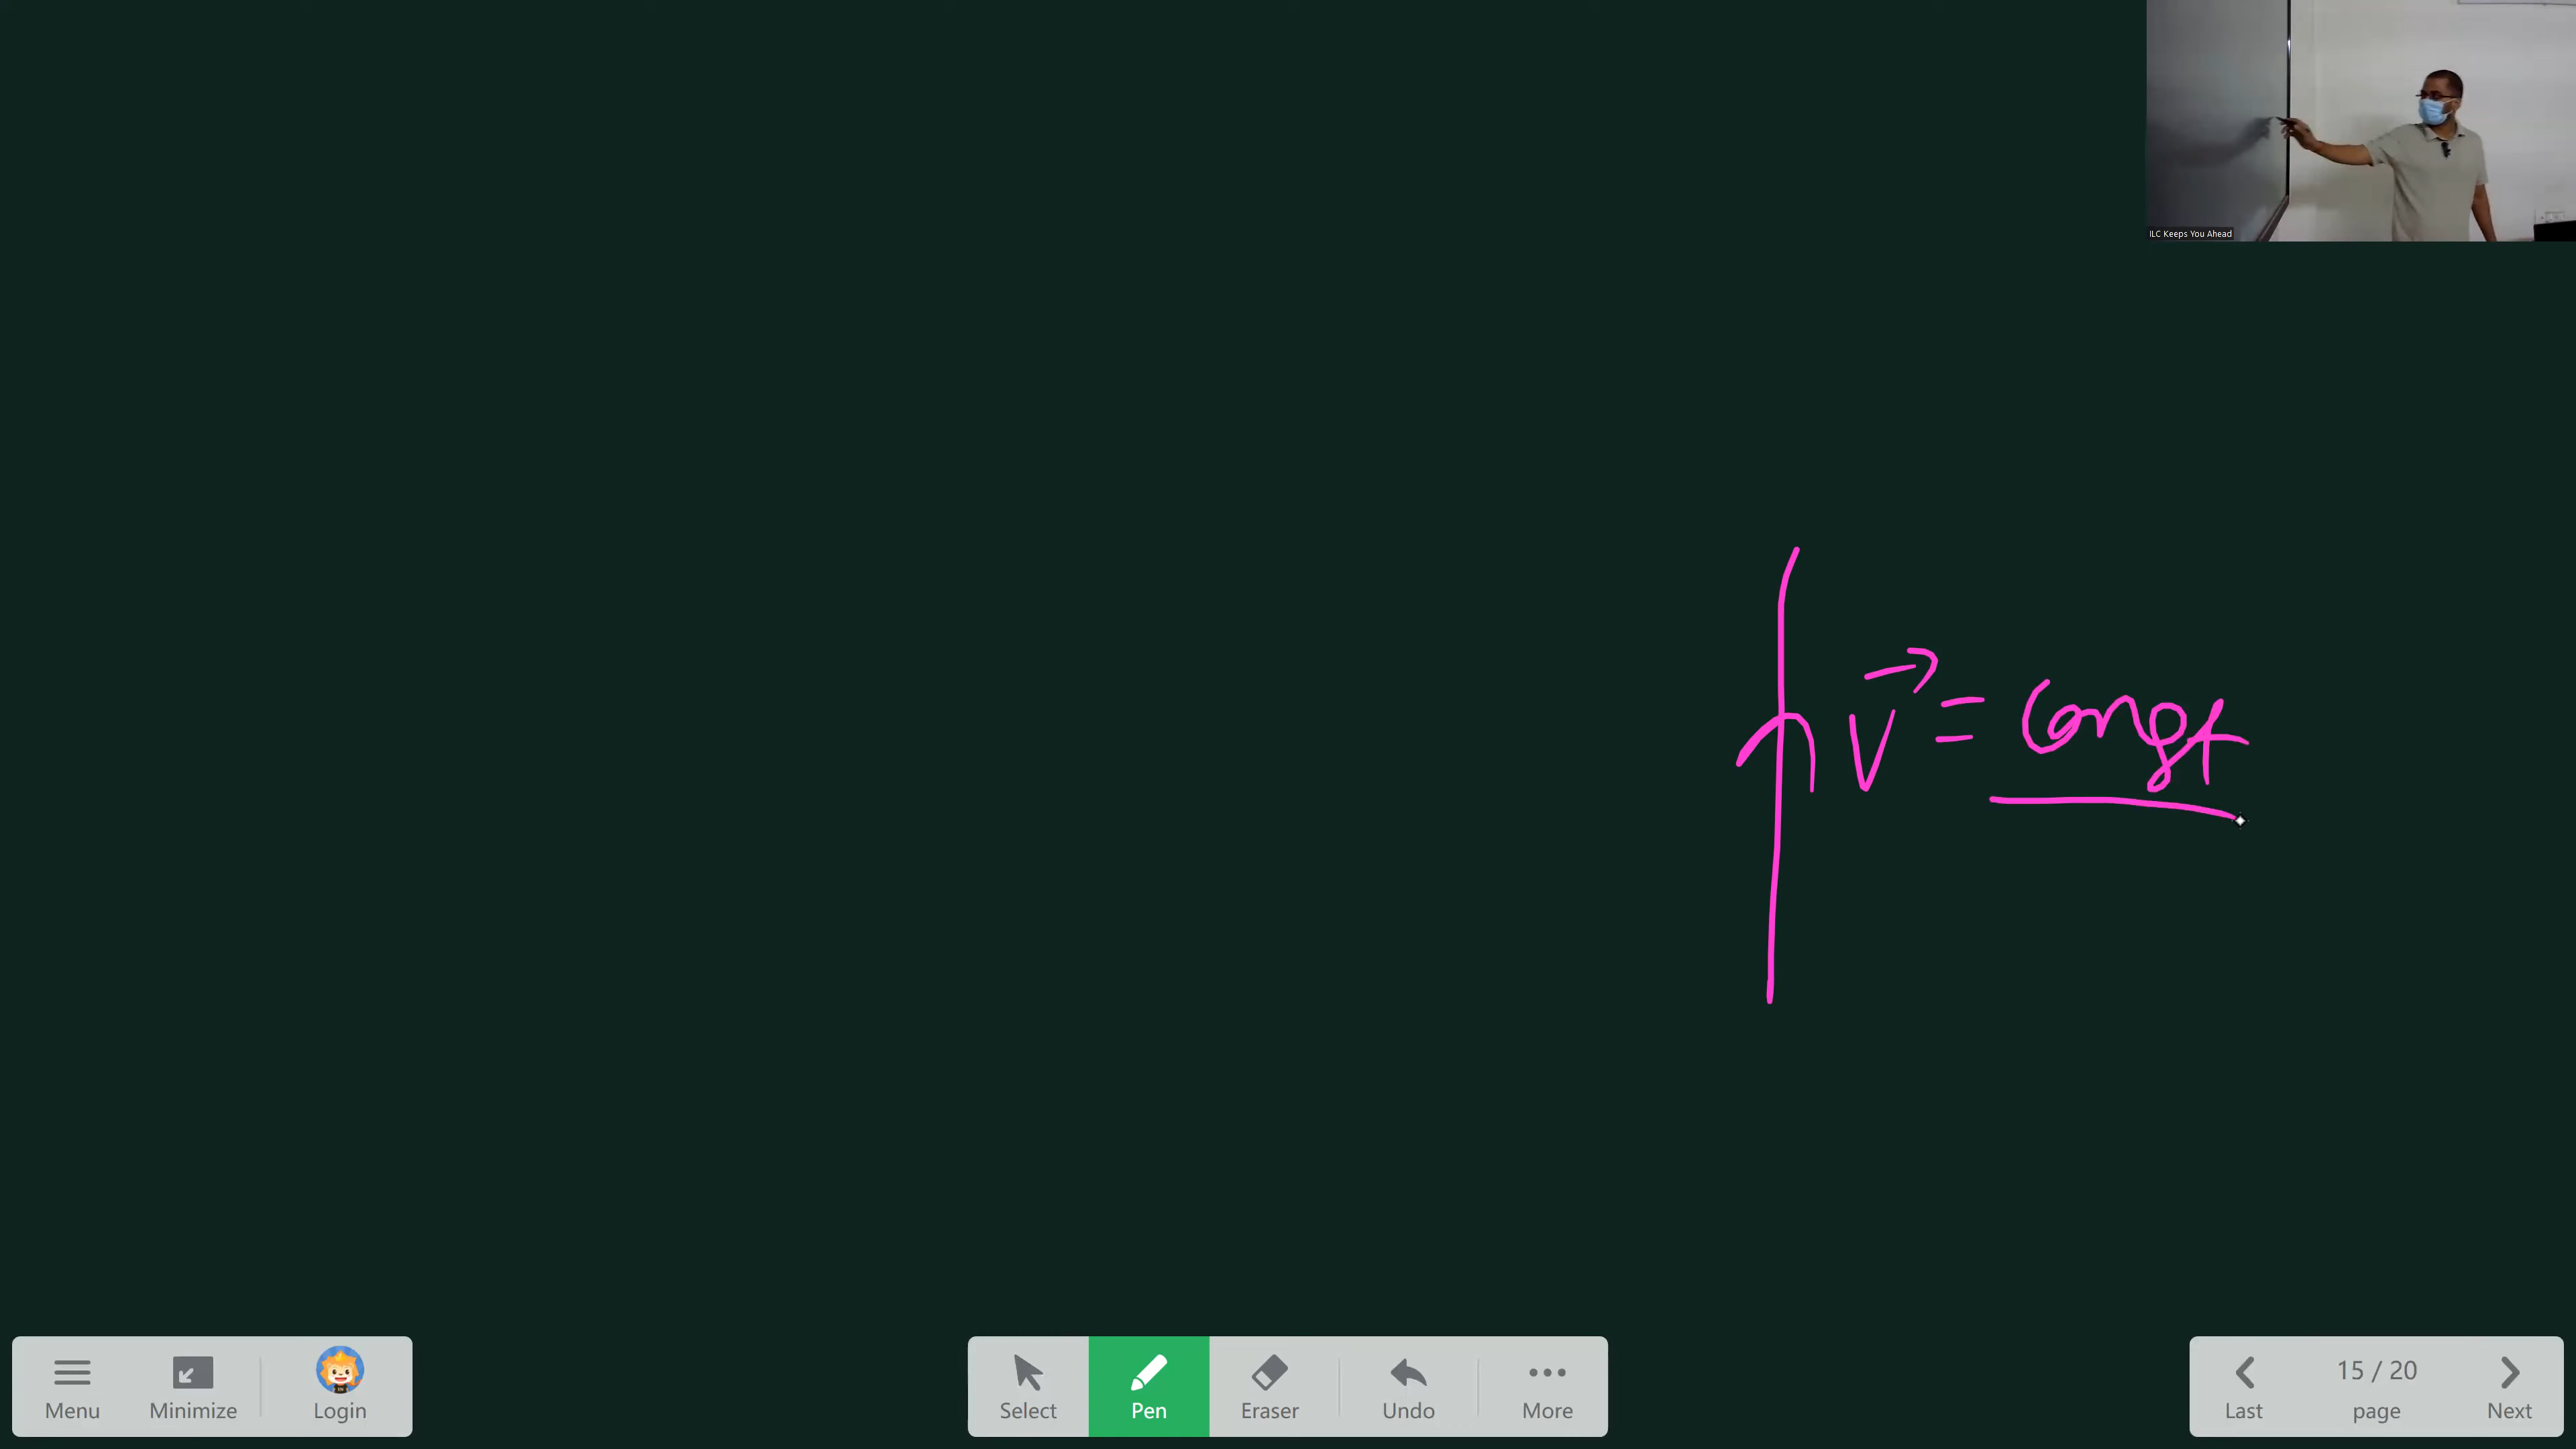 ILC Keeps You Ahead
V⃗ = const
Menu
Minimize
Login
Select
Pen
Eraser
Undo
More
Last
15 / 20
page
Next